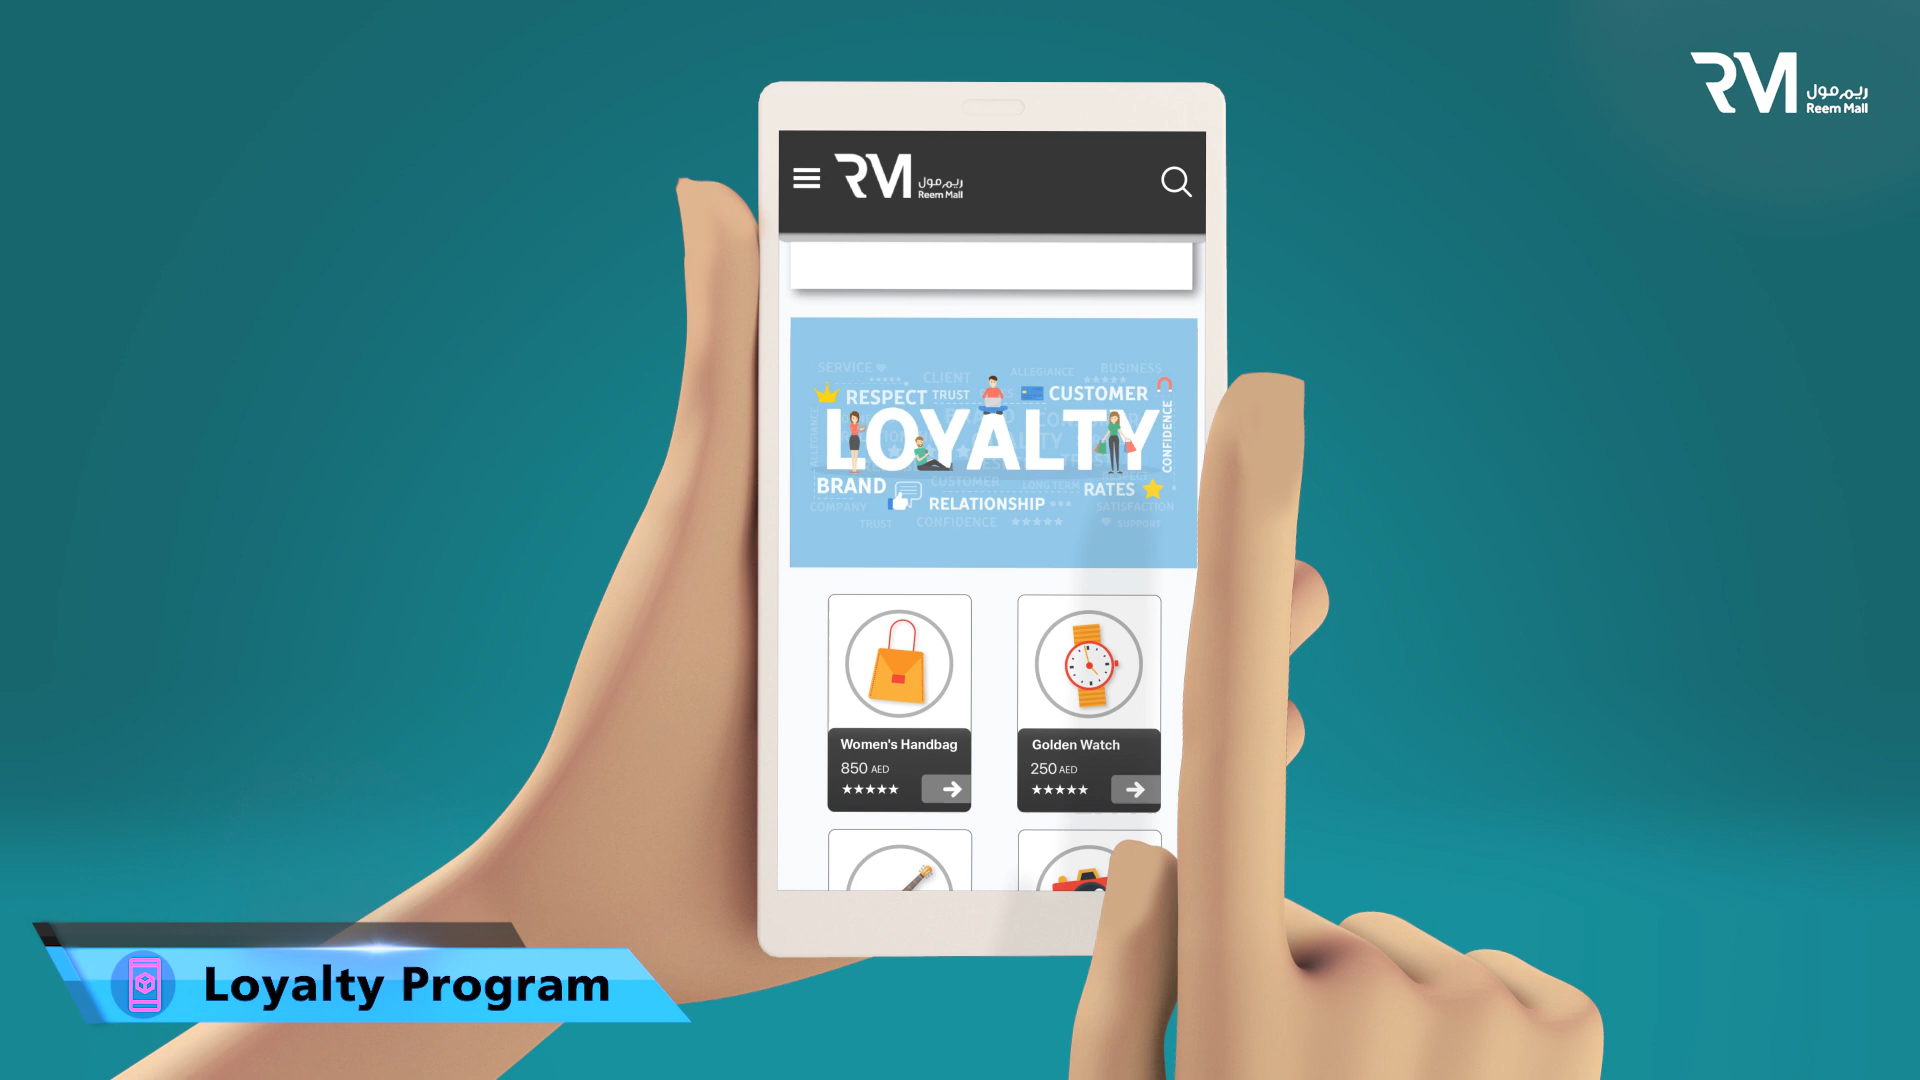 RM
ريم مول
Reem Mall
RM
ريم مول
Reem Mall
SERVICE
CLIENT
ALLEGIANCE
BUSINESS
RESPECT
TRUST
CUSTOMER
LOYALTY
CONFIDENCE
ALLEGIANCE
BRAND
CUSTOMER
LONG TERM
RESPECT
RATES
COMPANY
RELATIONSHIP
SATISFACTION
TRUST
CONFIDENCE
SUPPORT
Women's Handbag
850 AED
Golden Watch
250 AED
Loyalty Program